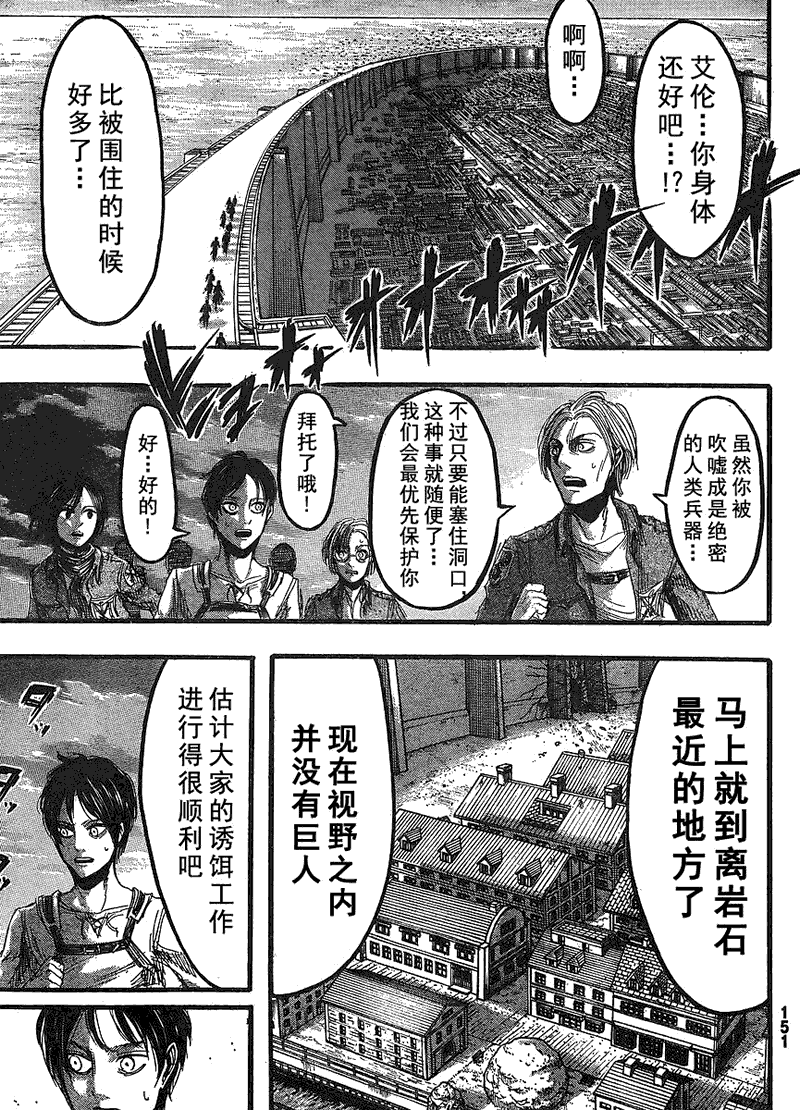 艾伦…你身体
还好吧…!?
啊啊…
比被围住的时候
好多了…
虽然你被
吹嘘成是绝密
的人类兵器…
不过只要能塞住洞口,
这种事就随便了…
我们会最优先保护你
拜托了哦!
好…好的!
马上就到离岩石
最近的地方了
现在视野之内
并没有巨人
估计大家的诱饵工作
进行得很顺利吧
151